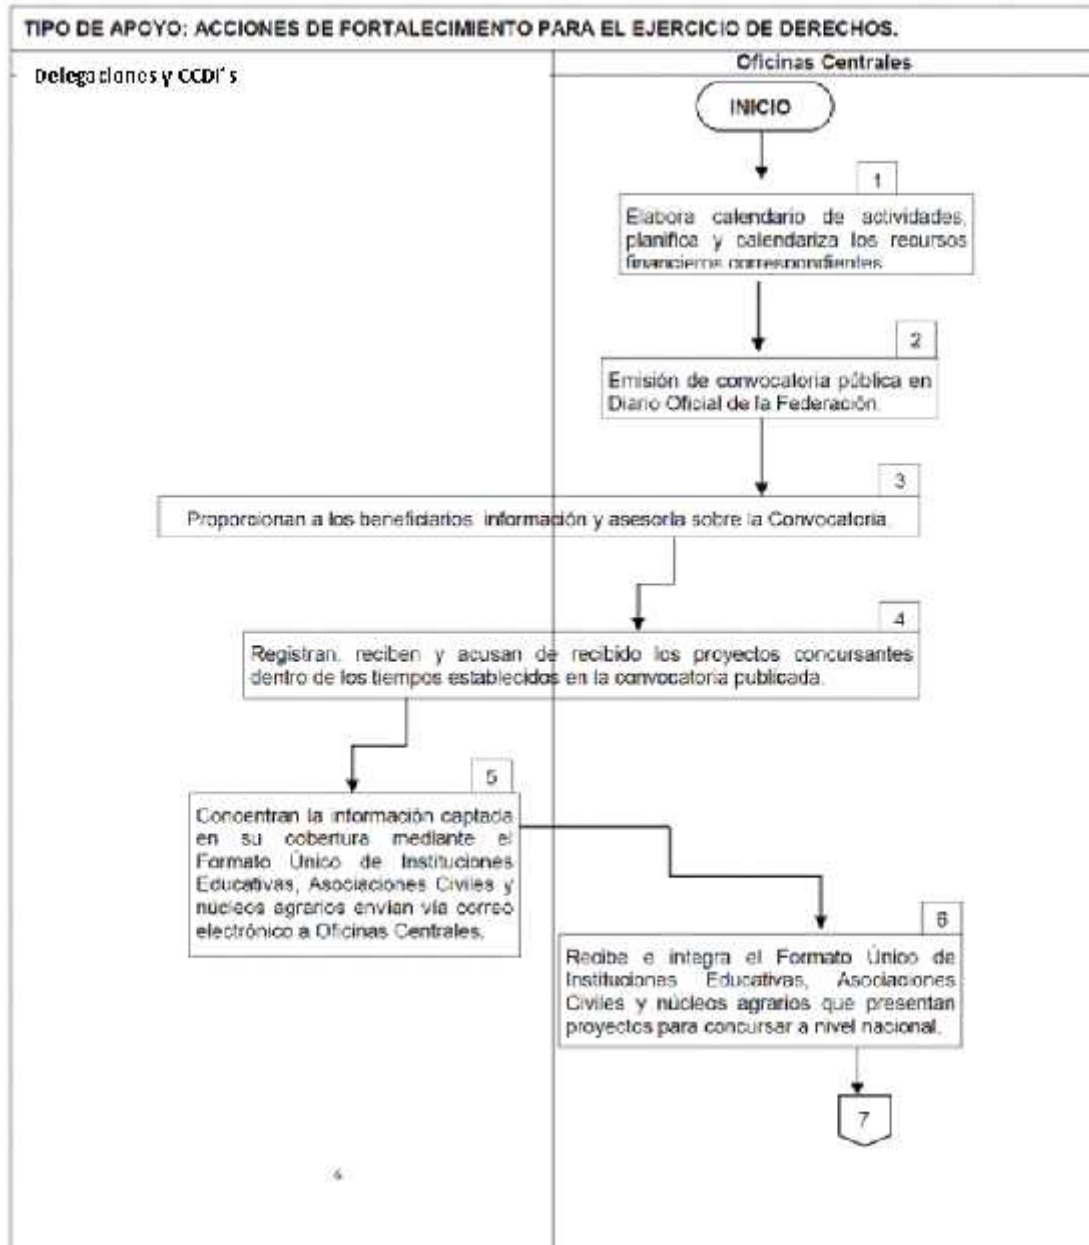 TIPO DE APOYO: ACCIONES DE FORTALECIMIENTO PARA EL EJERCICIO DE DERECHOS.
Delegaciones y CCDI's
Oficinas Centrales
INICIO
1
Elabora calendario de actividades,
planifica y calendariza los recursos
financieros correspondientes
2
Emisión de convocatoria pública en
Diario Oficial de la Federación.
3
Proporcionan a los beneficiarios información y asesoría sobre la Convocatoria.
4
Registran, reciben y acusan de recibido los proyectos concursantes
dentro de los tiempos establecidos en la convocatoria publicada.
5
Concentran la información captada
en su cobertura mediante el
Formato Único de Instituciones
Educativas, Asociaciones Civiles y
núcleos agrarios envían vía correo
electrónico a Oficinas Centrales.
6
Recibe e integra el Formato Único de
Instituciones Educativas, Asociaciones
Civiles y núcleos agrarios que presentan
proyectos para concursar a nivel nacional.
7